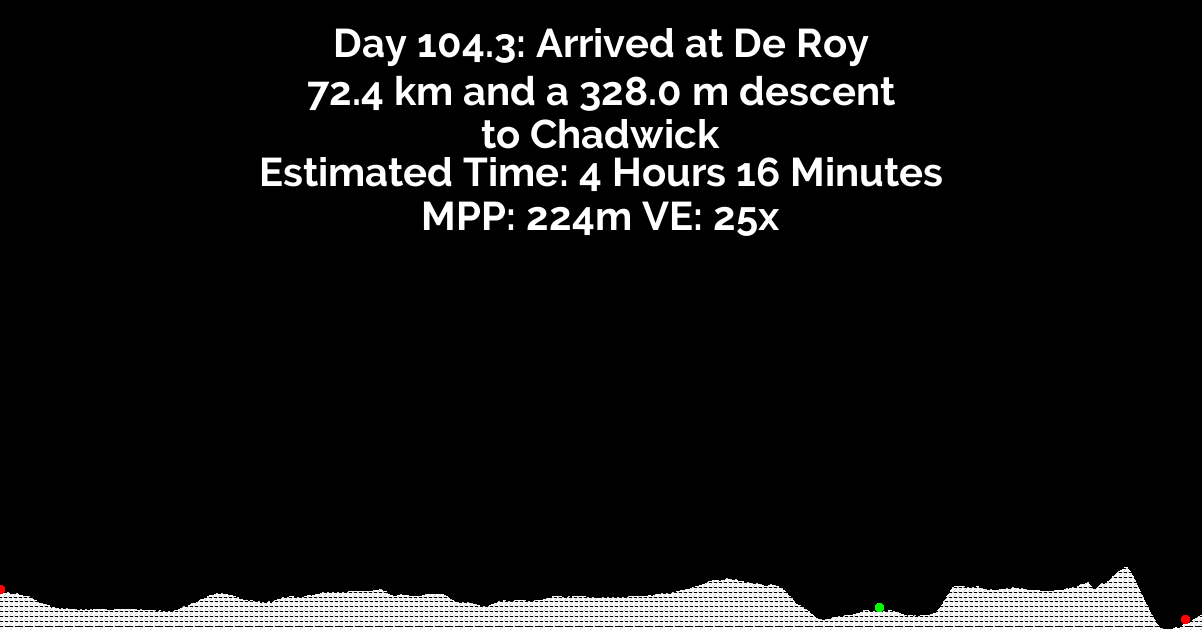 Day 104.3: Arrived at De Roy
72.4 km and a 328.0 m descent
to Chadwick
Estimated Time: 4 Hours 16 Minutes
MPP: 224m VE: 25x